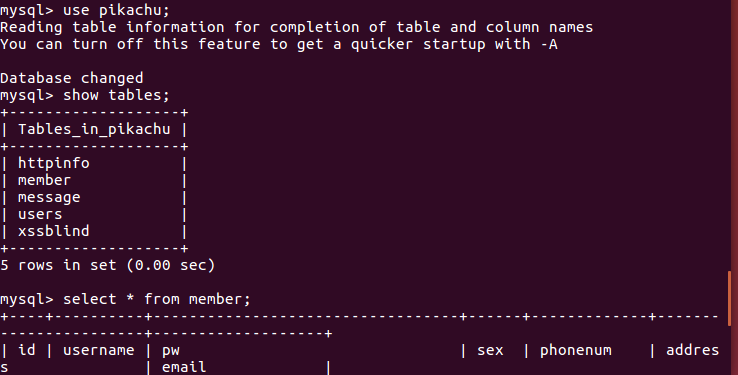 mysql> use pikachu;
Reading table information for completion of table and column names
You can turn off this feature to get a quicker startup with -A

Database changed
mysql> show tables;
+-------------------+
| Tables_in_pikachu |
+-------------------+
| httpinfo          |
| member            |
| message           |
| users             |
| xssblind          |
+-------------------+
5 rows in set (0.00 sec)

mysql> select * from member;
+----+----------+----------------------------------+------+-------------+-------
----------------+-------------------+
| id | username | pw                               | sex  | phonenum    | addres
s               | email             |